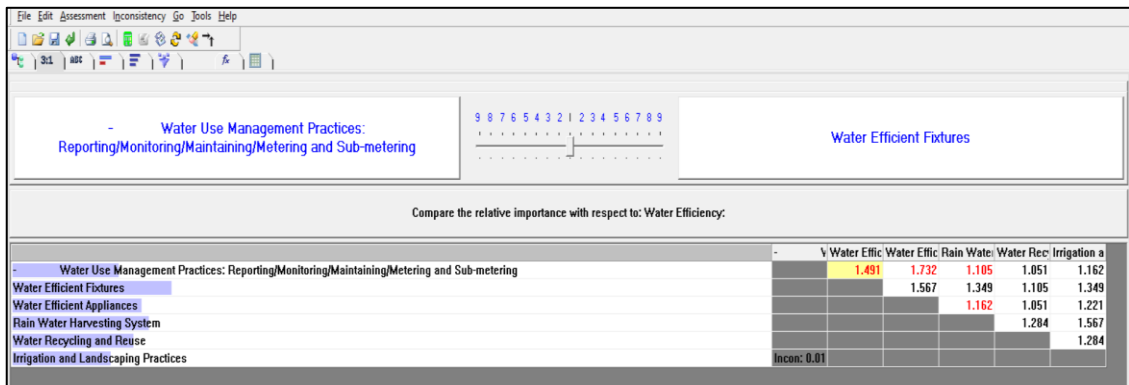 File Edit Assessment Inconsistency Go Tools Help
3:1 ABC fx
- Water Use Management Practices:
Reporting/Monitoring/Maintaining/Metering and Sub-metering
9 8 7 6 5 4 3 2 1 2 3 4 5 6 7 8 9
Water Efficient Fixtures
Compare the relative importance with respect to: Water Efficiency:
- V Water Effic Water Effic Rain Water Water Rec Irrigation a
- Water Use Management Practices: Reporting/Monitoring/Maintaining/Metering and Sub-metering 1.491 1.732 1.105 1.051 1.162
Water Efficient Fixtures 1.567 1.349 1.105 1.349
Water Efficient Appliances 1.162 1.051 1.221
Rain Water Harvesting System 1.284 1.567
Water Recycling and Reuse 1.284
Irrigation and Landscaping Practices Incon: 0.01